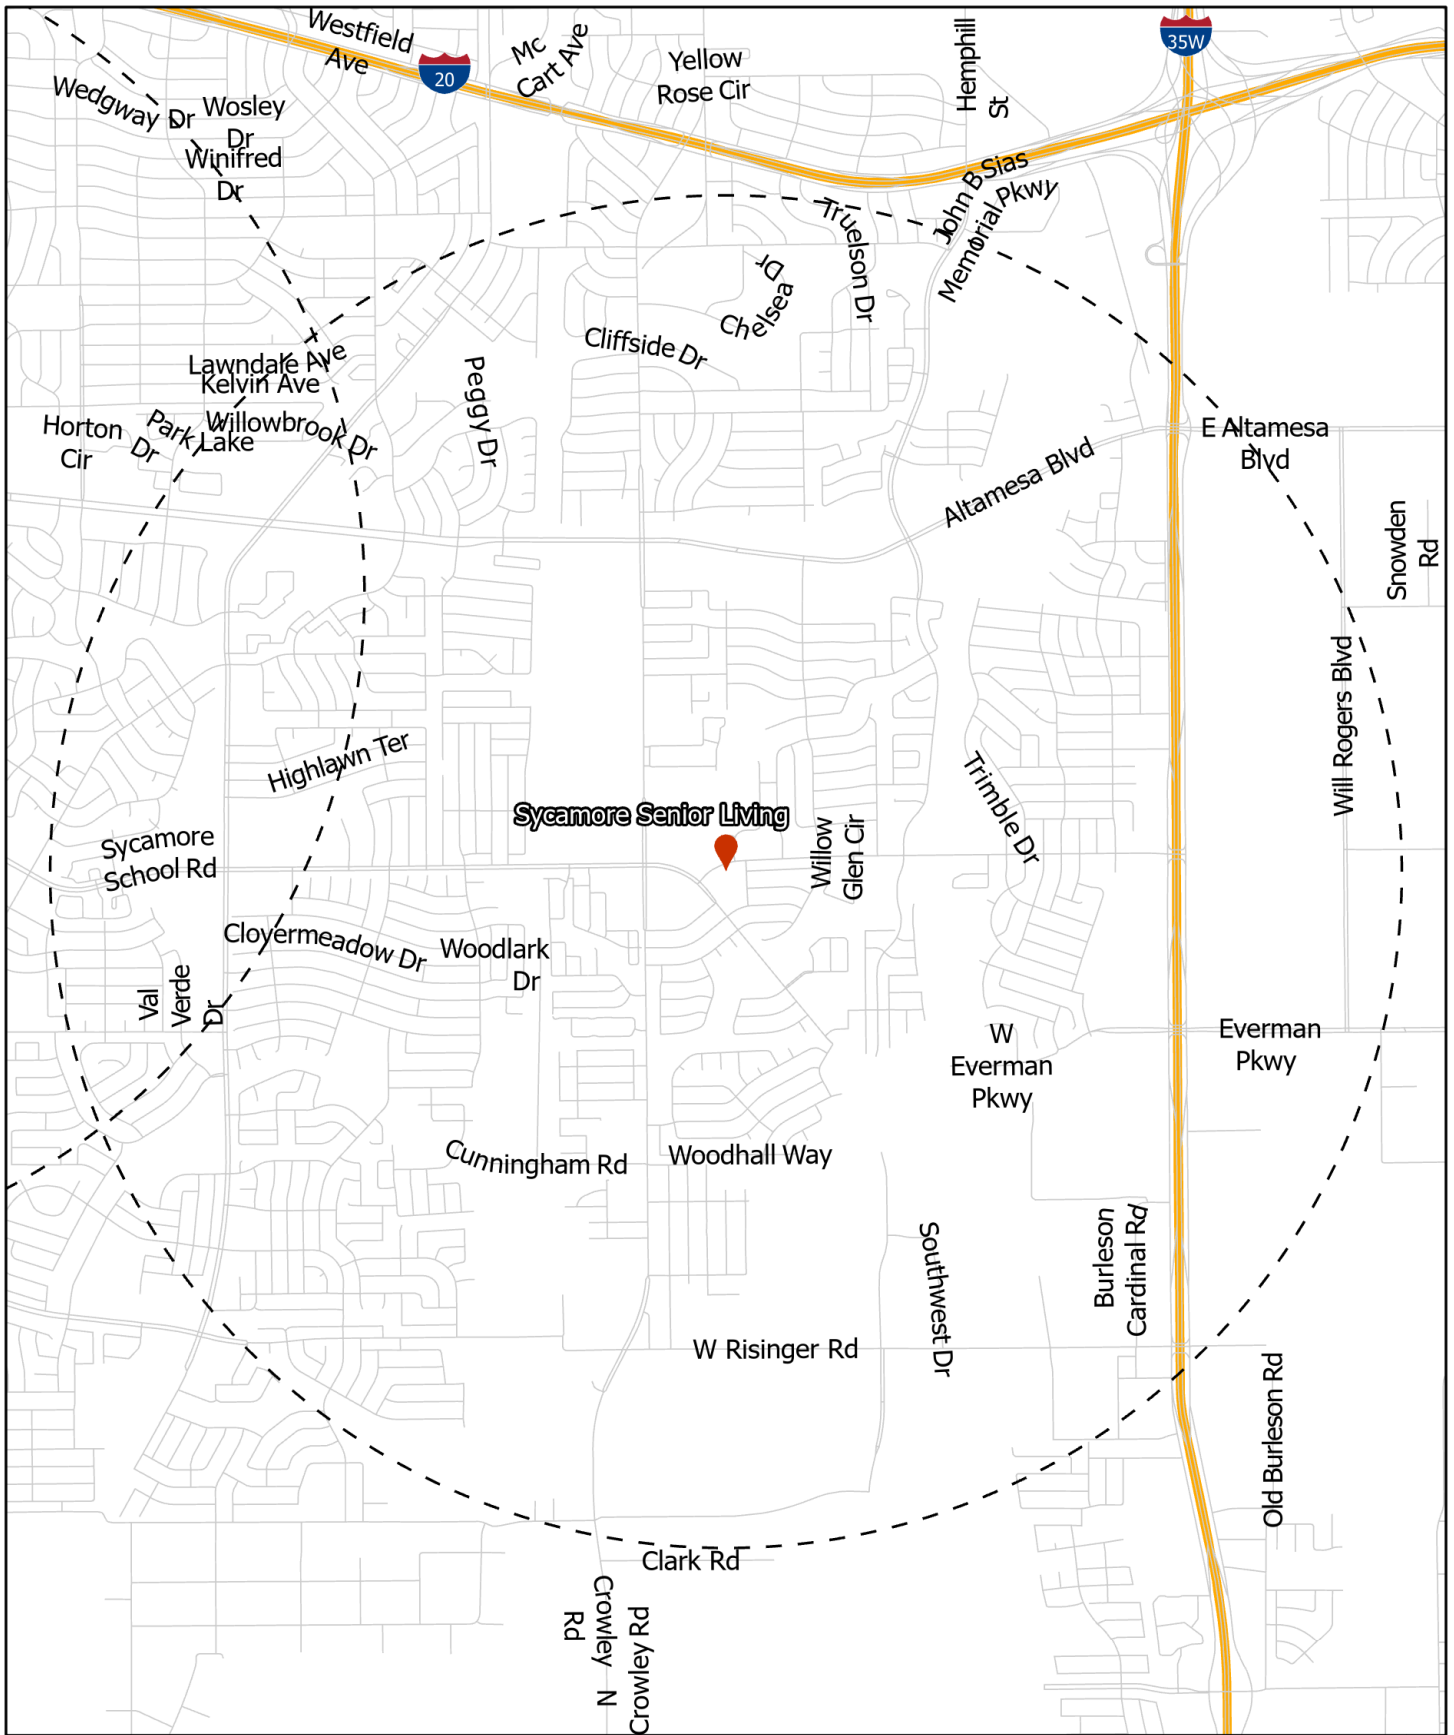 Westfield
Ave
20
Mc
Cart Ave
Yellow
Rose Cir
Hemphill
St
35W
Wedgway Dr
Wosley
Dr
Winifred
Dr
John B Sias
Memorial Pkwy
Truelson Dr
Chelsea
Dr
Cliffside Dr
Lawndale Ave
Kelvin Ave
Peggy Dr
Horton
Cir
Park
Lake
Dr
Willowbrook Dr
E Altamesa
Blvd
Altamesa Blvd
Snowden
Rd
Will Rogers Blvd
Highlawn Ter
Trimble Dr
Sycamore Senior Living
Sycamore
School Rd
Willow
Glen Cir
Cloyermeadow Dr
Woodlark
Dr
Val
Verde
Dr
W
Everman
Pkwy
Everman
Pkwy
Cunningham Rd
Woodhall Way
Southwest Dr
Burleson
Cardinal Rd
W Risinger Rd
Old Burleson Rd
Clark Rd
Crowley
Rd
N
Crowley Rd